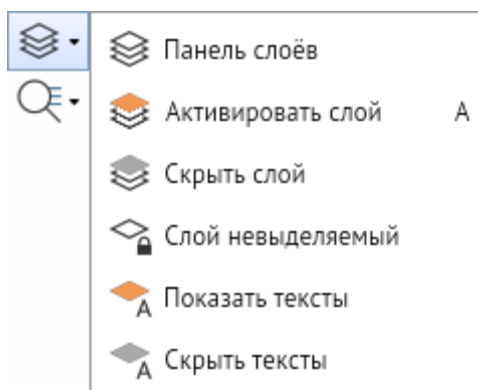 Панель слоёв
Активировать слой A
Скрыть слой
Слой невыделяемый
Показать тексты
Скрыть тексты